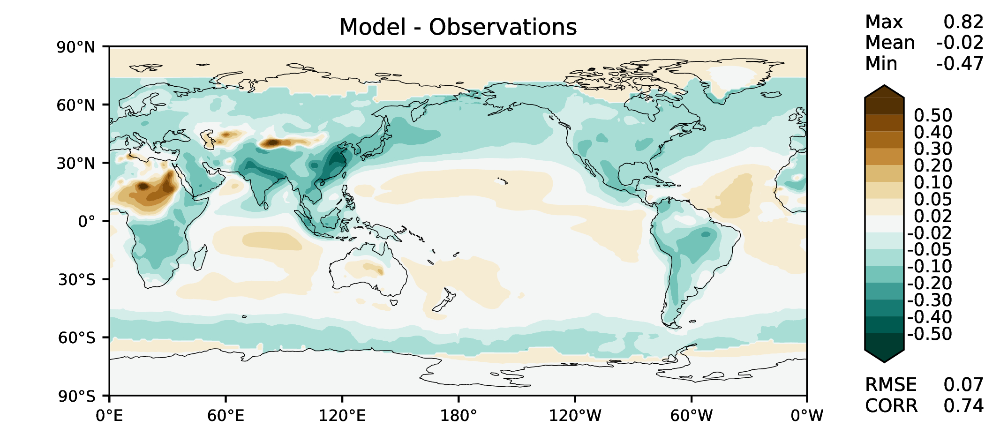 Model - Observations
Max 0.82
Mean -0.02
Min -0.47
90°N
60°N
30°N
0°
30°S
60°S
90°S
0°E 60°E 120°E 180° 120°W 60°W 0°W
0.50
0.40
0.30
0.20
0.10
0.05
0.02
-0.02
-0.05
-0.10
-0.20
-0.30
-0.40
-0.50
RMSE 0.07
CORR 0.74